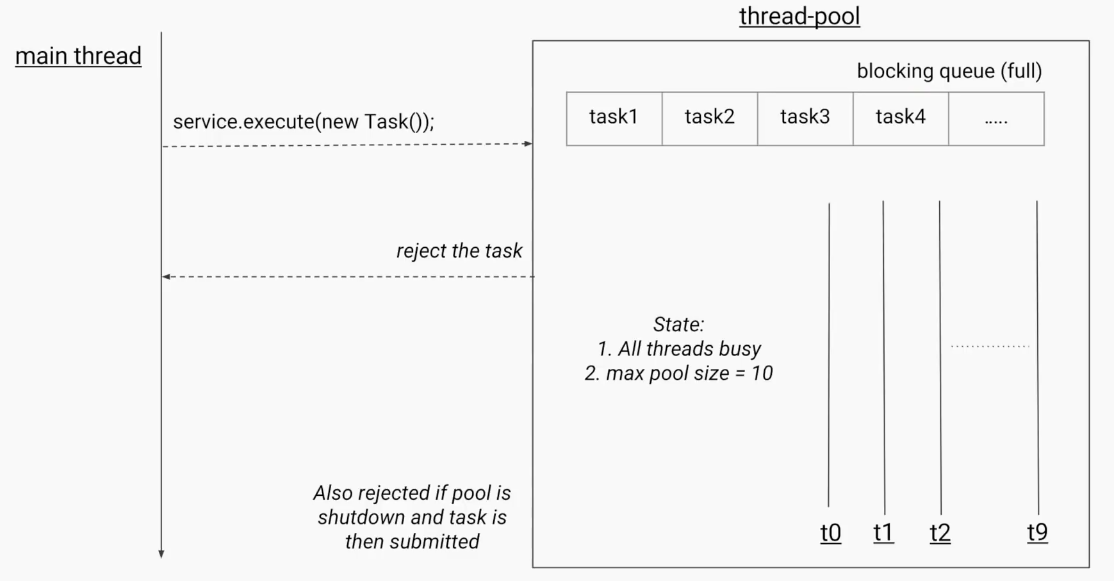 thread-pool
main thread
blocking queue (full)
task1 task2 task3 task4 .....
service.execute(new Task());
reject the task
State:
1. All threads busy
2. max pool size = 10
Also rejected if pool is
shutdown and task is
then submitted
t0 t1 t2 t9